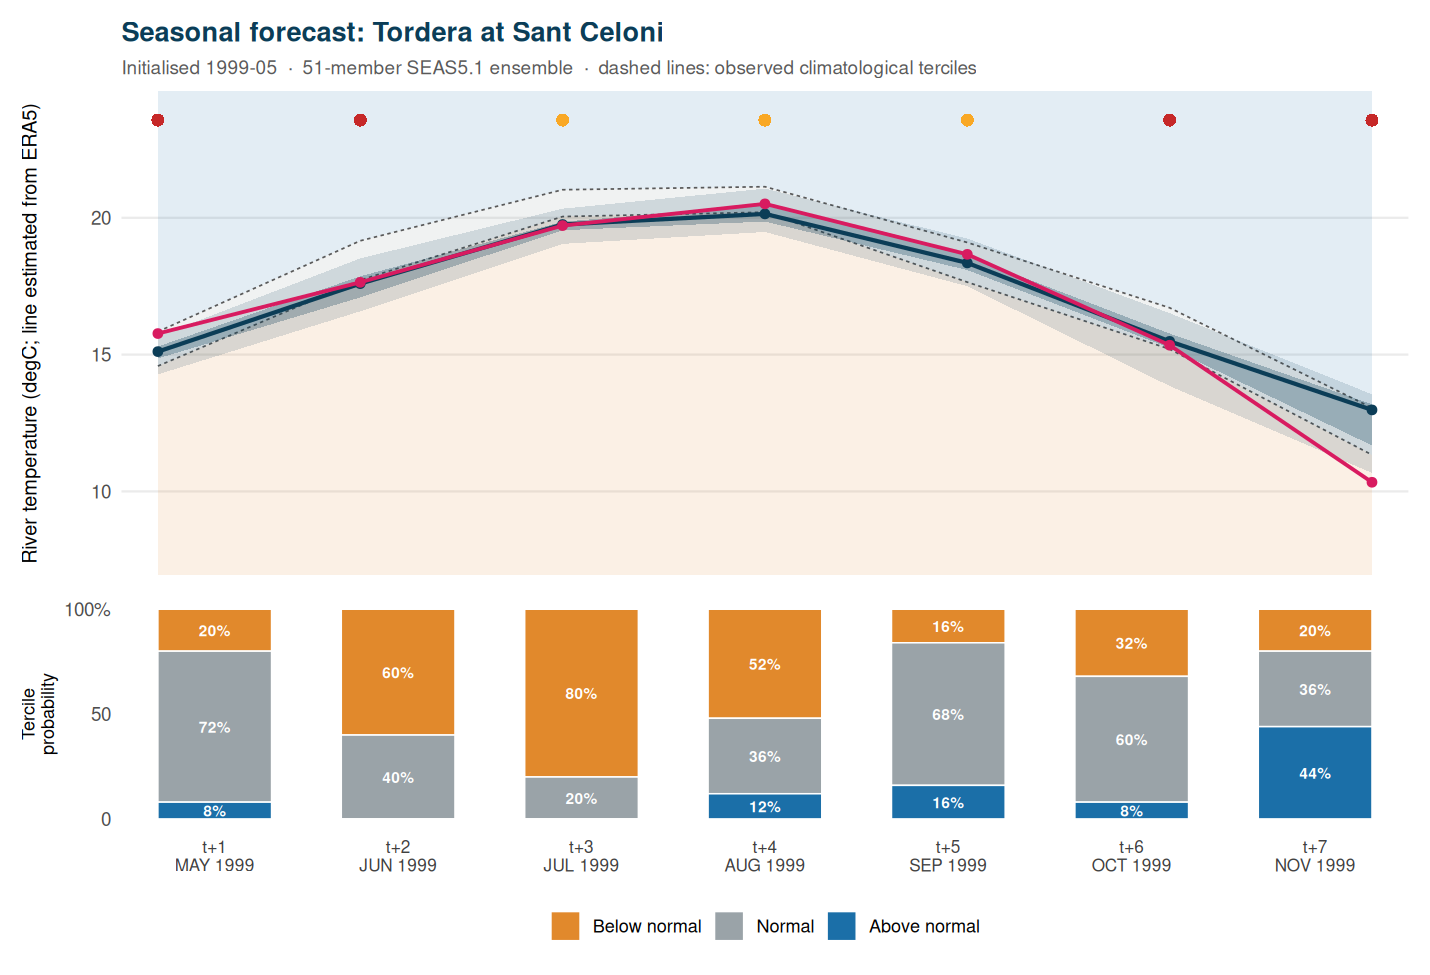 Seasonal forecast: Tordera at Sant Celoni
Initialised 1999-05 · 51-member SEAS5.1 ensemble · dashed lines: observed climatological terciles
River temperature (degC; line estimated from ERA5)
20
15
10
Tercile
probability
100%
50
0
20%
72%
8%
60%
40%
80%
20%
52%
36%
12%
16%
68%
16%
32%
60%
8%
20%
36%
44%
t+1
MAY 1999
t+2
JUN 1999
t+3
JUL 1999
t+4
AUG 1999
t+5
SEP 1999
t+6
OCT 1999
t+7
NOV 1999
Below normal
Normal
Above normal